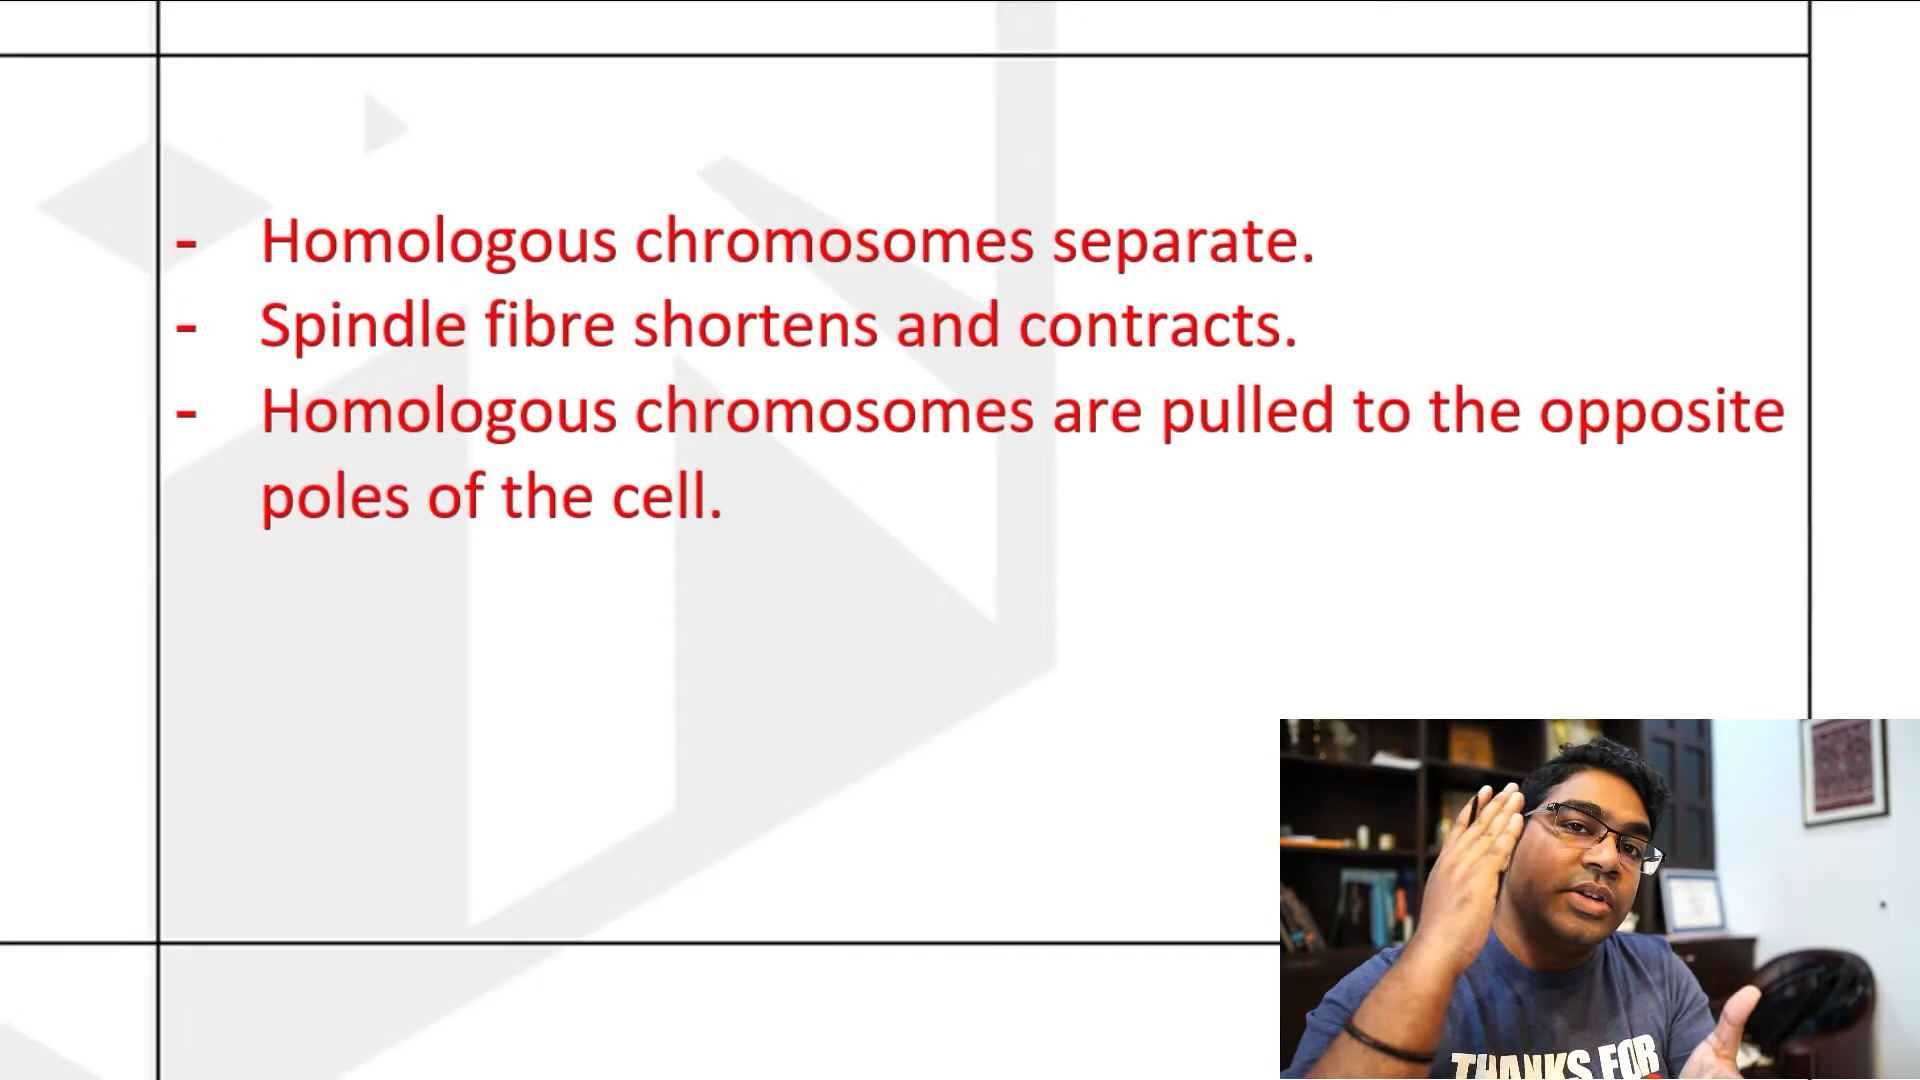 - Homologous chromosomes separate.
- Spindle fibre shortens and contracts.
- Homologous chromosomes are pulled to the opposite
poles of the cell.
THANKS FOR